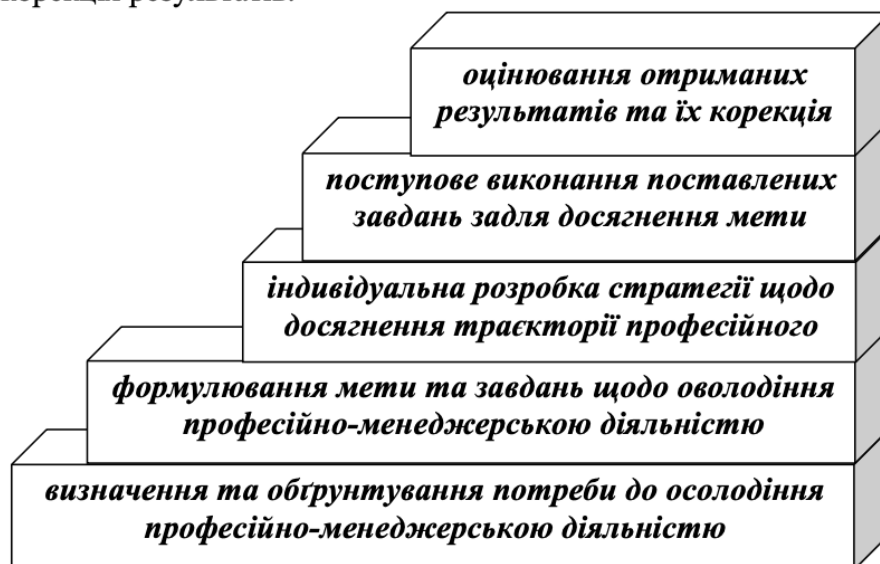 корекція результатів.
оцінювання отриманих
результатів та їх корекція
поступове виконання поставлених
завдань задля досягнення мети
індивідуальна розробка стратегії щодо
досягнення траєкторії професійного
формулювання мети та завдань щодо оволодіння
професійно-менеджерською діяльністю
визначення та обґрунтування потреби до осолодіння
професійно-менеджерською діяльністю